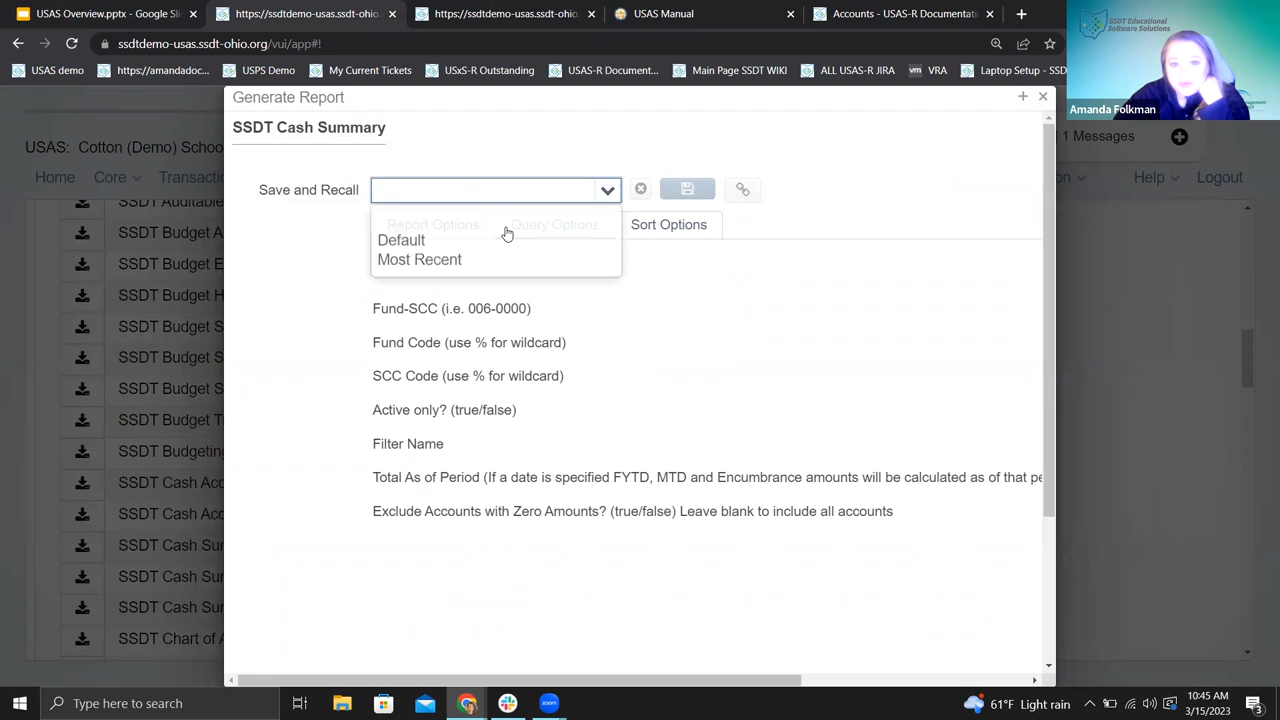 USAS Overview - Google Sl
https://ssdtdemo-usas.ssdt-ohio
https://ssdtdemo-usas.ssdt-ohi
USAS Manual
Accounts - USAS-R Documentati
ssdtdemo-usas.ssdt-ohio.org/vui/app#!
USAS demo
https://amandadoc...
USPS Demo
My Current Tickets
USxS Outstanding
USAS-R Document...
Main Page SSDT WIKI
ALL USAS-R JIRA
VRA
Laptop Setup - SSD
SSDT Educational
Software Solutions
Amanda Folkman
Generate Report
SSDT Cash Summary
1 Messages
USAS: Cotton (Demo) Schoo
Home
Core
Transactio
Help
Logout
Save and Recall
Report Options
Query Options
Sort Options
Default
Most Recent
Fund-SCC (i.e. 006-0000)
Fund Code (use % for wildcard)
SCC Code (use % for wildcard)
Active only? (true/false)
Filter Name
Total As of Period (If a date is specified FYTD, MTD and Encumbrance amounts will be calculated as of that pe
Exclude Accounts with Zero Amounts? (true/false) Leave blank to include all accounts
SSDT Auditable
SSDT Budget A
SSDT Budget E
SSDT Budget H
SSDT Budget S
SSDT Budget S
SSDT Budget S
SSDT Budget T
SSDT Budgeting
SSDT Cash Acc
SSDT Cash Acc
SSDT Cash Sur
SSDT Cash Sur
SSDT Cash Sur
SSDT Chart of A
Type here to search
61°F Light rain
10:45 AM
3/15/2023
3